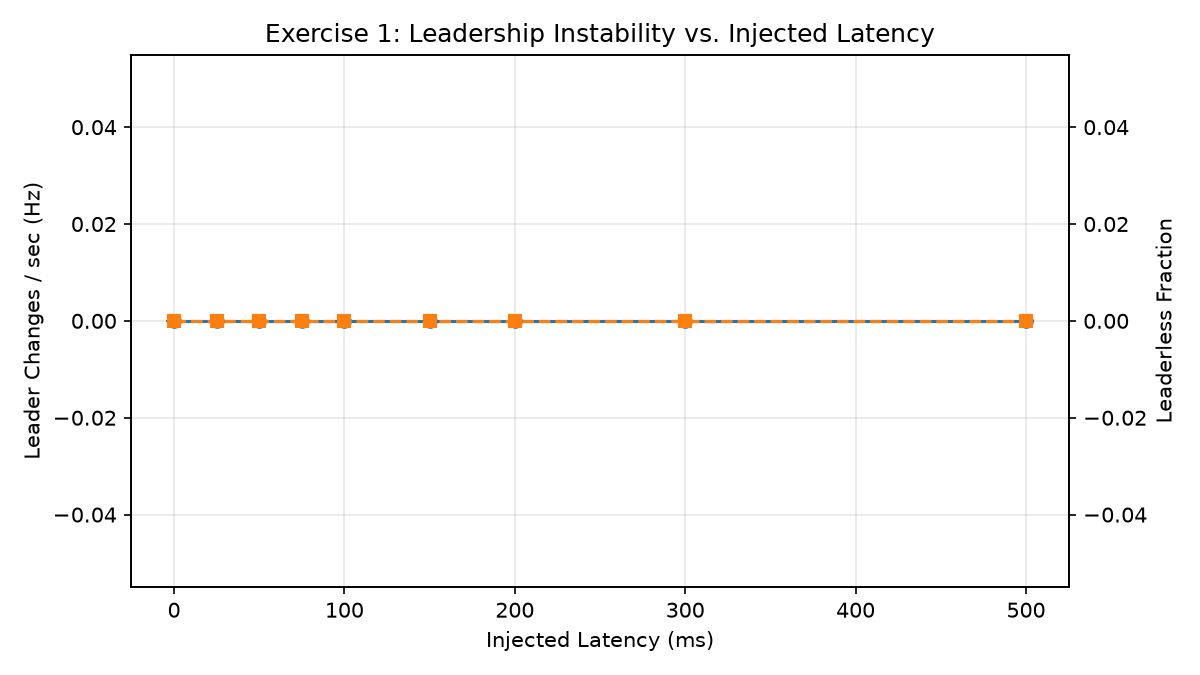 Exercise 1: Leadership Instability vs. Injected Latency
Leader Changes / sec (Hz)
0.04
0.02
0.00
−0.02
−0.04
0.04
0.02
0.00
−0.02
−0.04
Leaderless Fraction
0 100 200 300 400 500
Injected Latency (ms)